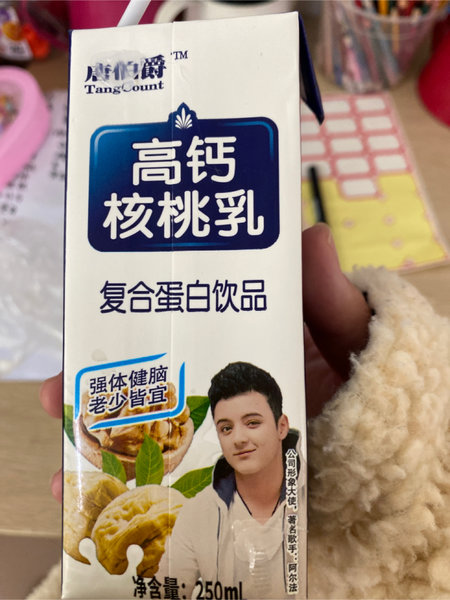 唐伯爵™
TangCount
高钙
核桃乳
复合蛋白饮品
强体健脑
老少皆宜
公司形象大使，著名歌手：阿尔法
净含量：250mL